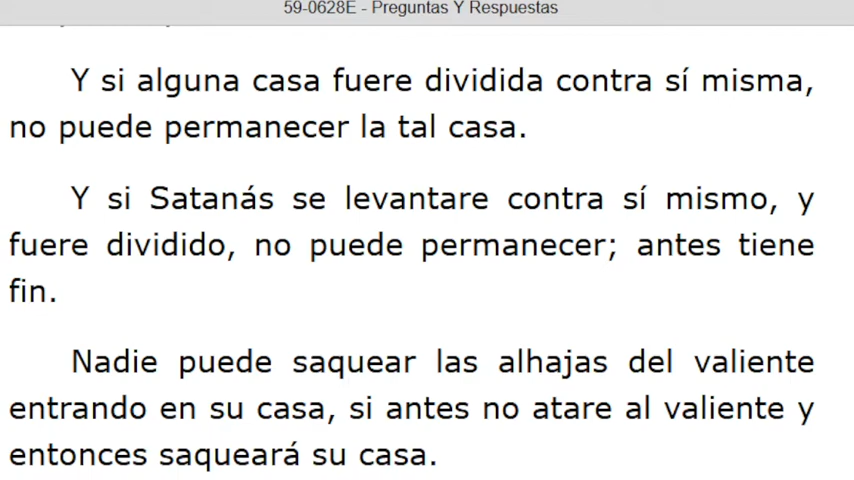 59-0628E - Preguntas Y Respuestas
Y si alguna casa fuere dividida contra sí misma,
no puede permanecer la tal casa.
Y si Satanás se levantare contra sí mismo, y
fuere dividido, no puede permanecer; antes tiene
fin.
Nadie puede saquear las alhajas del valiente
entrando en su casa, si antes no atare al valiente y
entonces saqueará su casa.